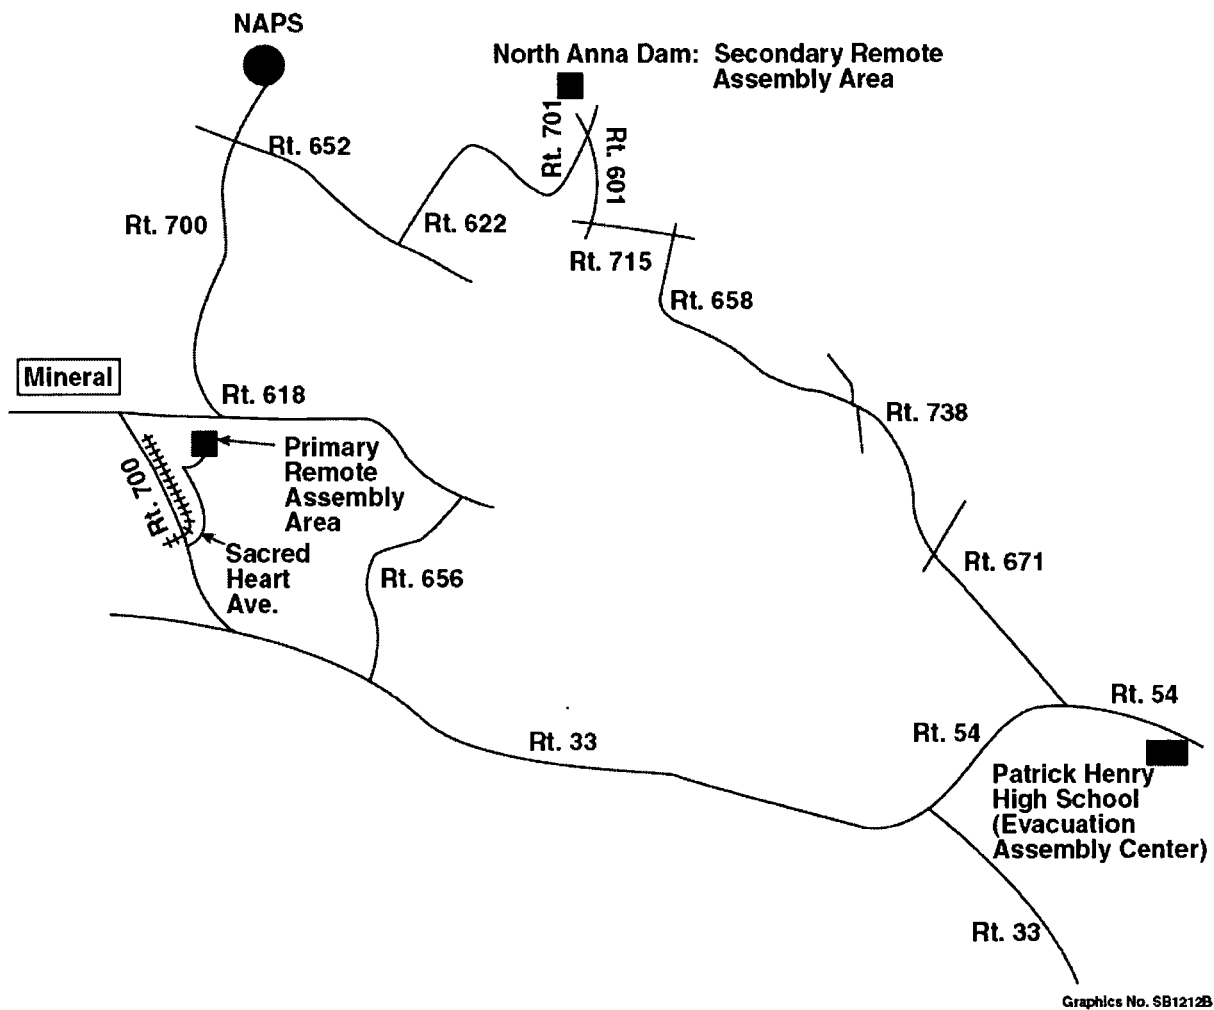 NAPS
North Anna Dam: Secondary Remote
Assembly Area
Rt. 652
Rt. 701
Rt. 601
Rt. 700
Rt. 622
Rt. 715
Rt. 658
Mineral
Rt. 618
Rt. 738
Primary
Remote
Assembly
Area
Rt. 700
Sacred
Heart
Ave.
Rt. 656
Rt. 671
Rt. 54
Rt. 54
Rt. 33
Patrick Henry
High School
(Evacuation
Assembly Center)
Rt. 33
Graphics No. SB1212B